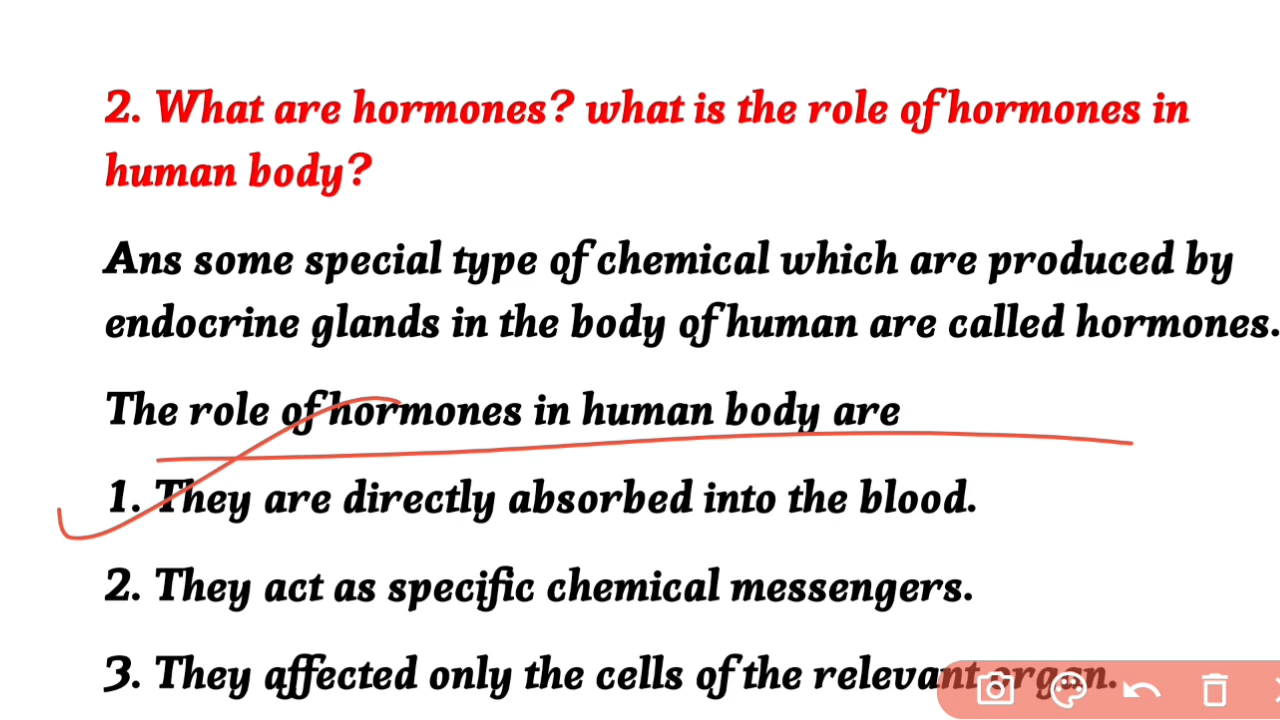 2. What are hormones? what is the role of hormones in
human body?
Ans some special type of chemical which are produced by
endocrine glands in the body of human are called hormones.
The role of hormones in human body are
1. They are directly absorbed into the blood.
2. They act as specific chemical messengers.
3. They affected only the cells of the relevant organ.